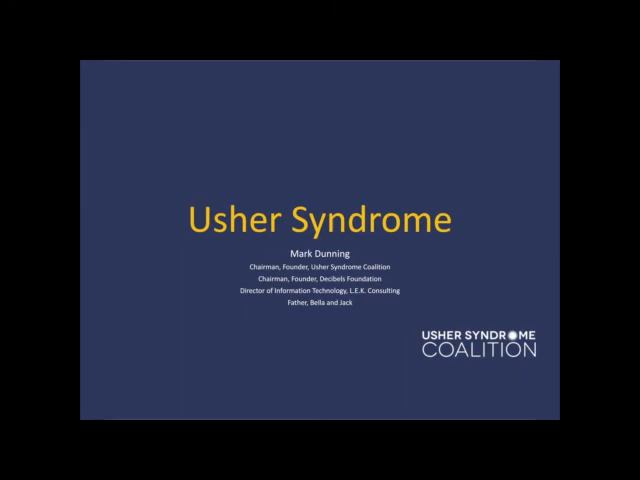 Usher Syndrome
Mark Dunning
Chairman, Founder, Usher Syndrome Coalition
Chairman, Founder, Decibels Foundation
Director of Information Technology, L.E.K. Consulting
Father, Bella and Jack
USHER SYNDROME
COALITION